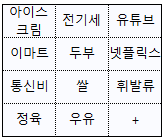 아이스 전기세 유튜브
크림
이마트 두부 넷플릭스
통신비 쌀 휘발류
정육 우유 +